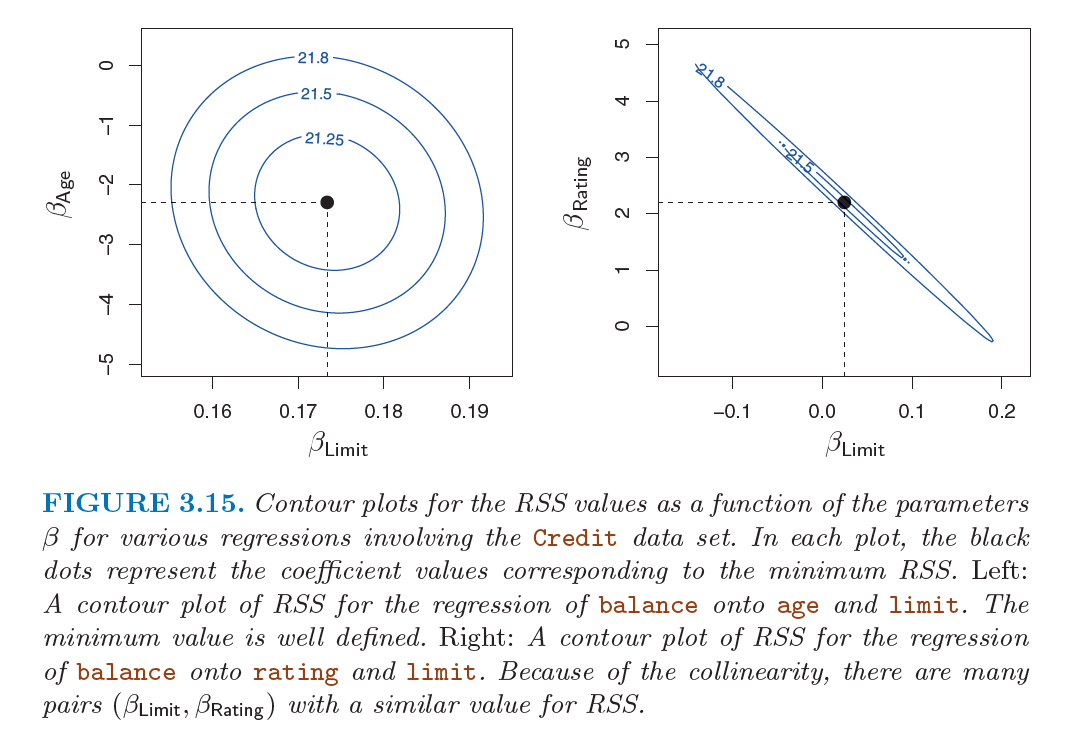 0
−1
−2
−3
−4
−5
βAge
21.8
21.5
21.25
0.16
0.17
0.18
0.19
βLimit
5
4
3
2
1
0
βRating
21.8
21.5
−0.1
0.0
0.1
0.2
βLimit
FIGURE 3.15. Contour plots for the RSS values as a function of the parameters
β for various regressions involving the Credit data set. In each plot, the black
dots represent the coefficient values corresponding to the minimum RSS. Left:
A contour plot of RSS for the regression of balance onto age and limit. The
minimum value is well defined. Right: A contour plot of RSS for the regression
of balance onto rating and limit. Because of the collinearity, there are many
pairs (βLimit, βRating) with a similar value for RSS.